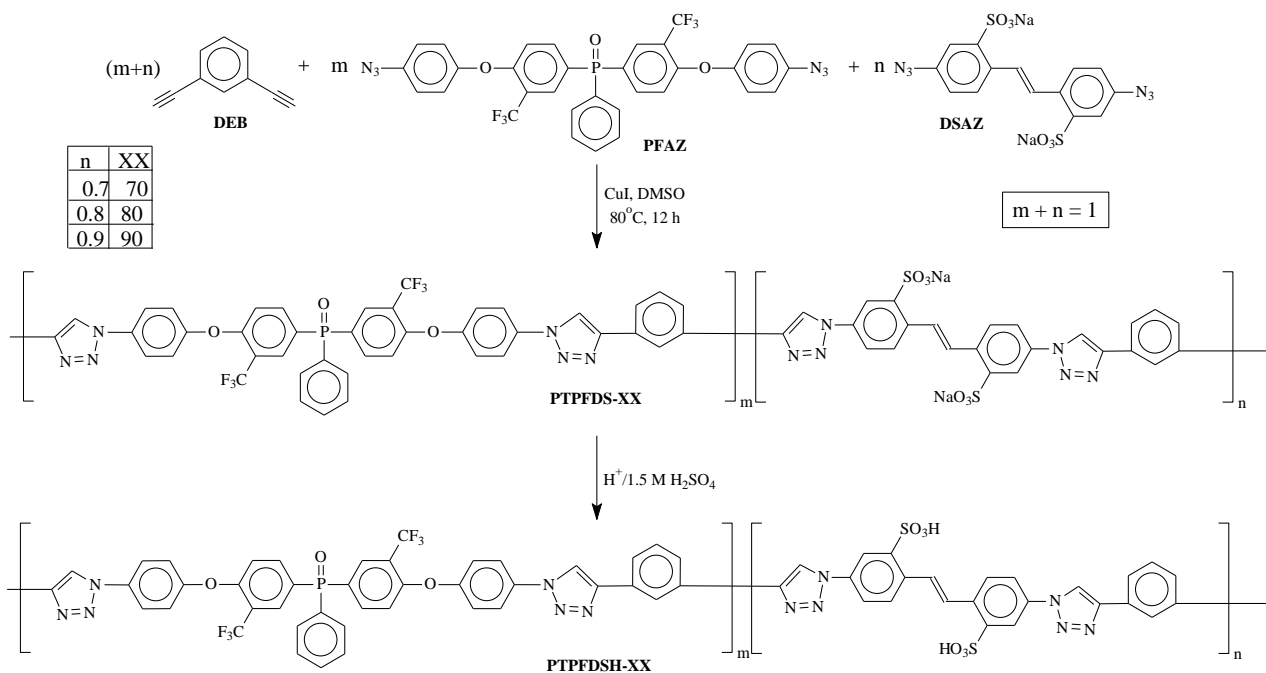 (m+n) + m N₃ O F₃C P O CF₃ O N₃ + n N₃ SO₃Na NaO₃S N₃
DEB
PFAZ
DSAZ
n XX
0.7 70
0.8 80
0.9 90
CuI, DMSO
80°C, 12 h
m + n = 1
N N=N O F₃C P O CF₃ O N N=N m N N=N SO₃Na NaO₃S N N=N n
PTPFDS-XX
H⁺/1.5 M H₂SO₄
N N=N O F₃C P O CF₃ O N N=N m N N=N SO₃H HO₃S N N=N n
PTPFDSH-XX